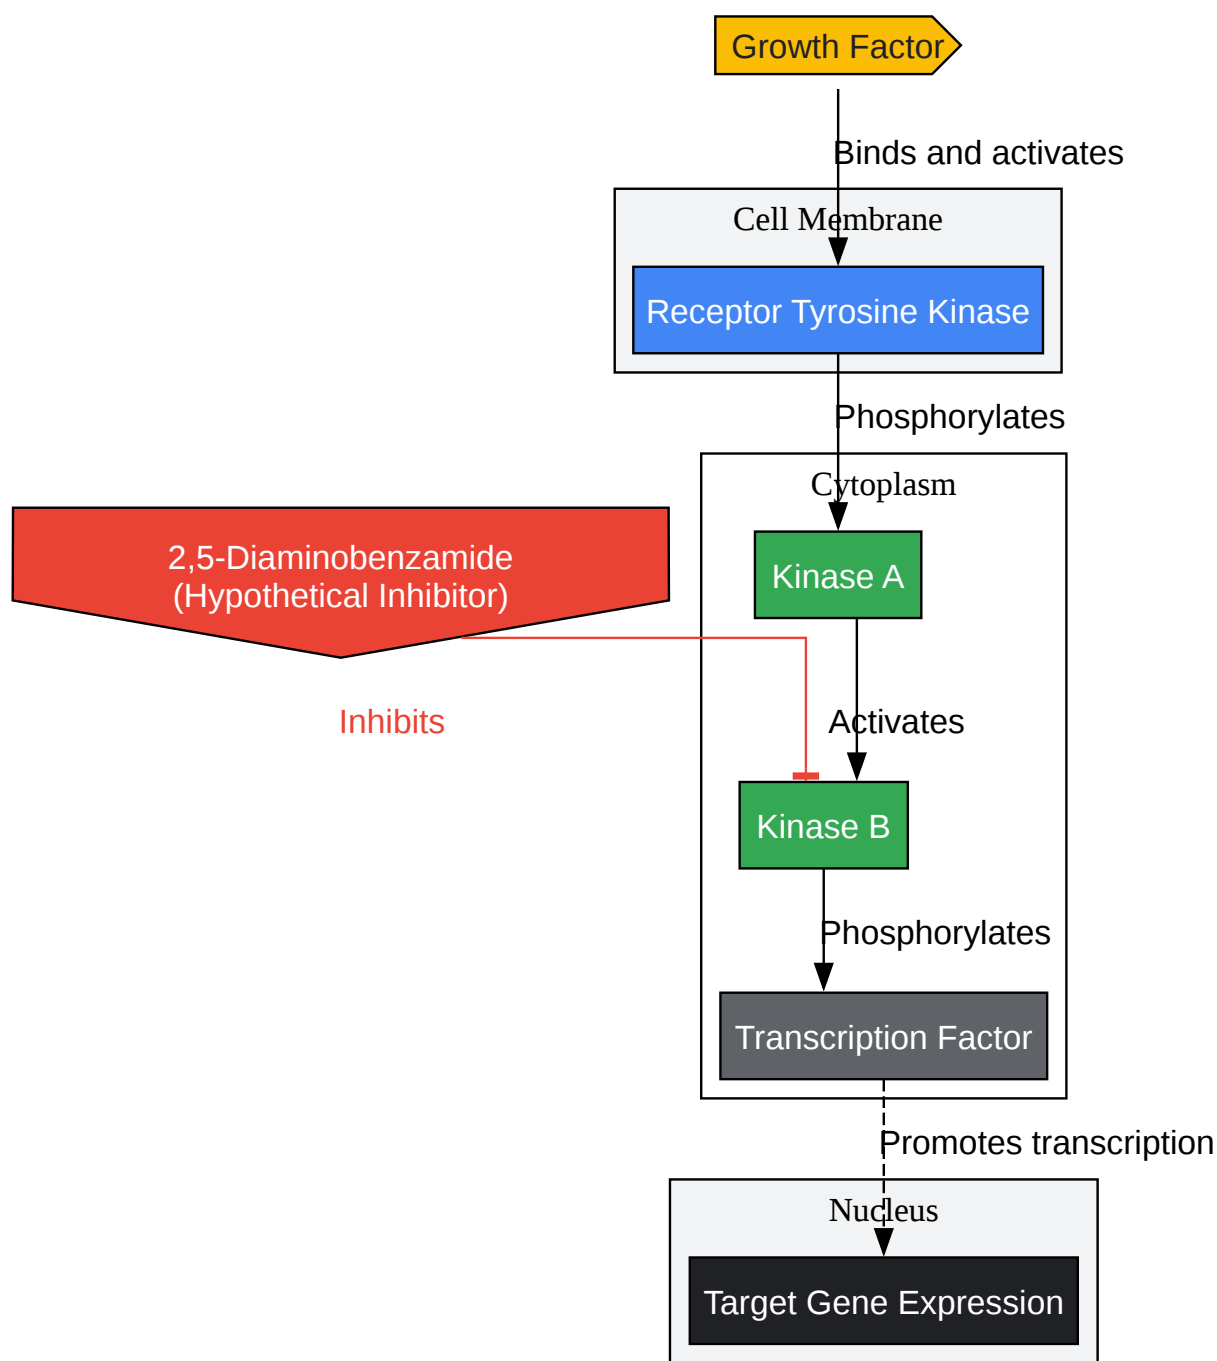 Growth Factor
Binds and activates
Cell Membrane
Receptor Tyrosine Kinase
Phosphorylates
Cytoplasm
2,5-Diaminobenzamide
(Hypothetical Inhibitor)
Kinase A
Inhibits
Activates
Kinase B
Phosphorylates
Transcription Factor
Promotes transcription
Nucleus
Target Gene Expression